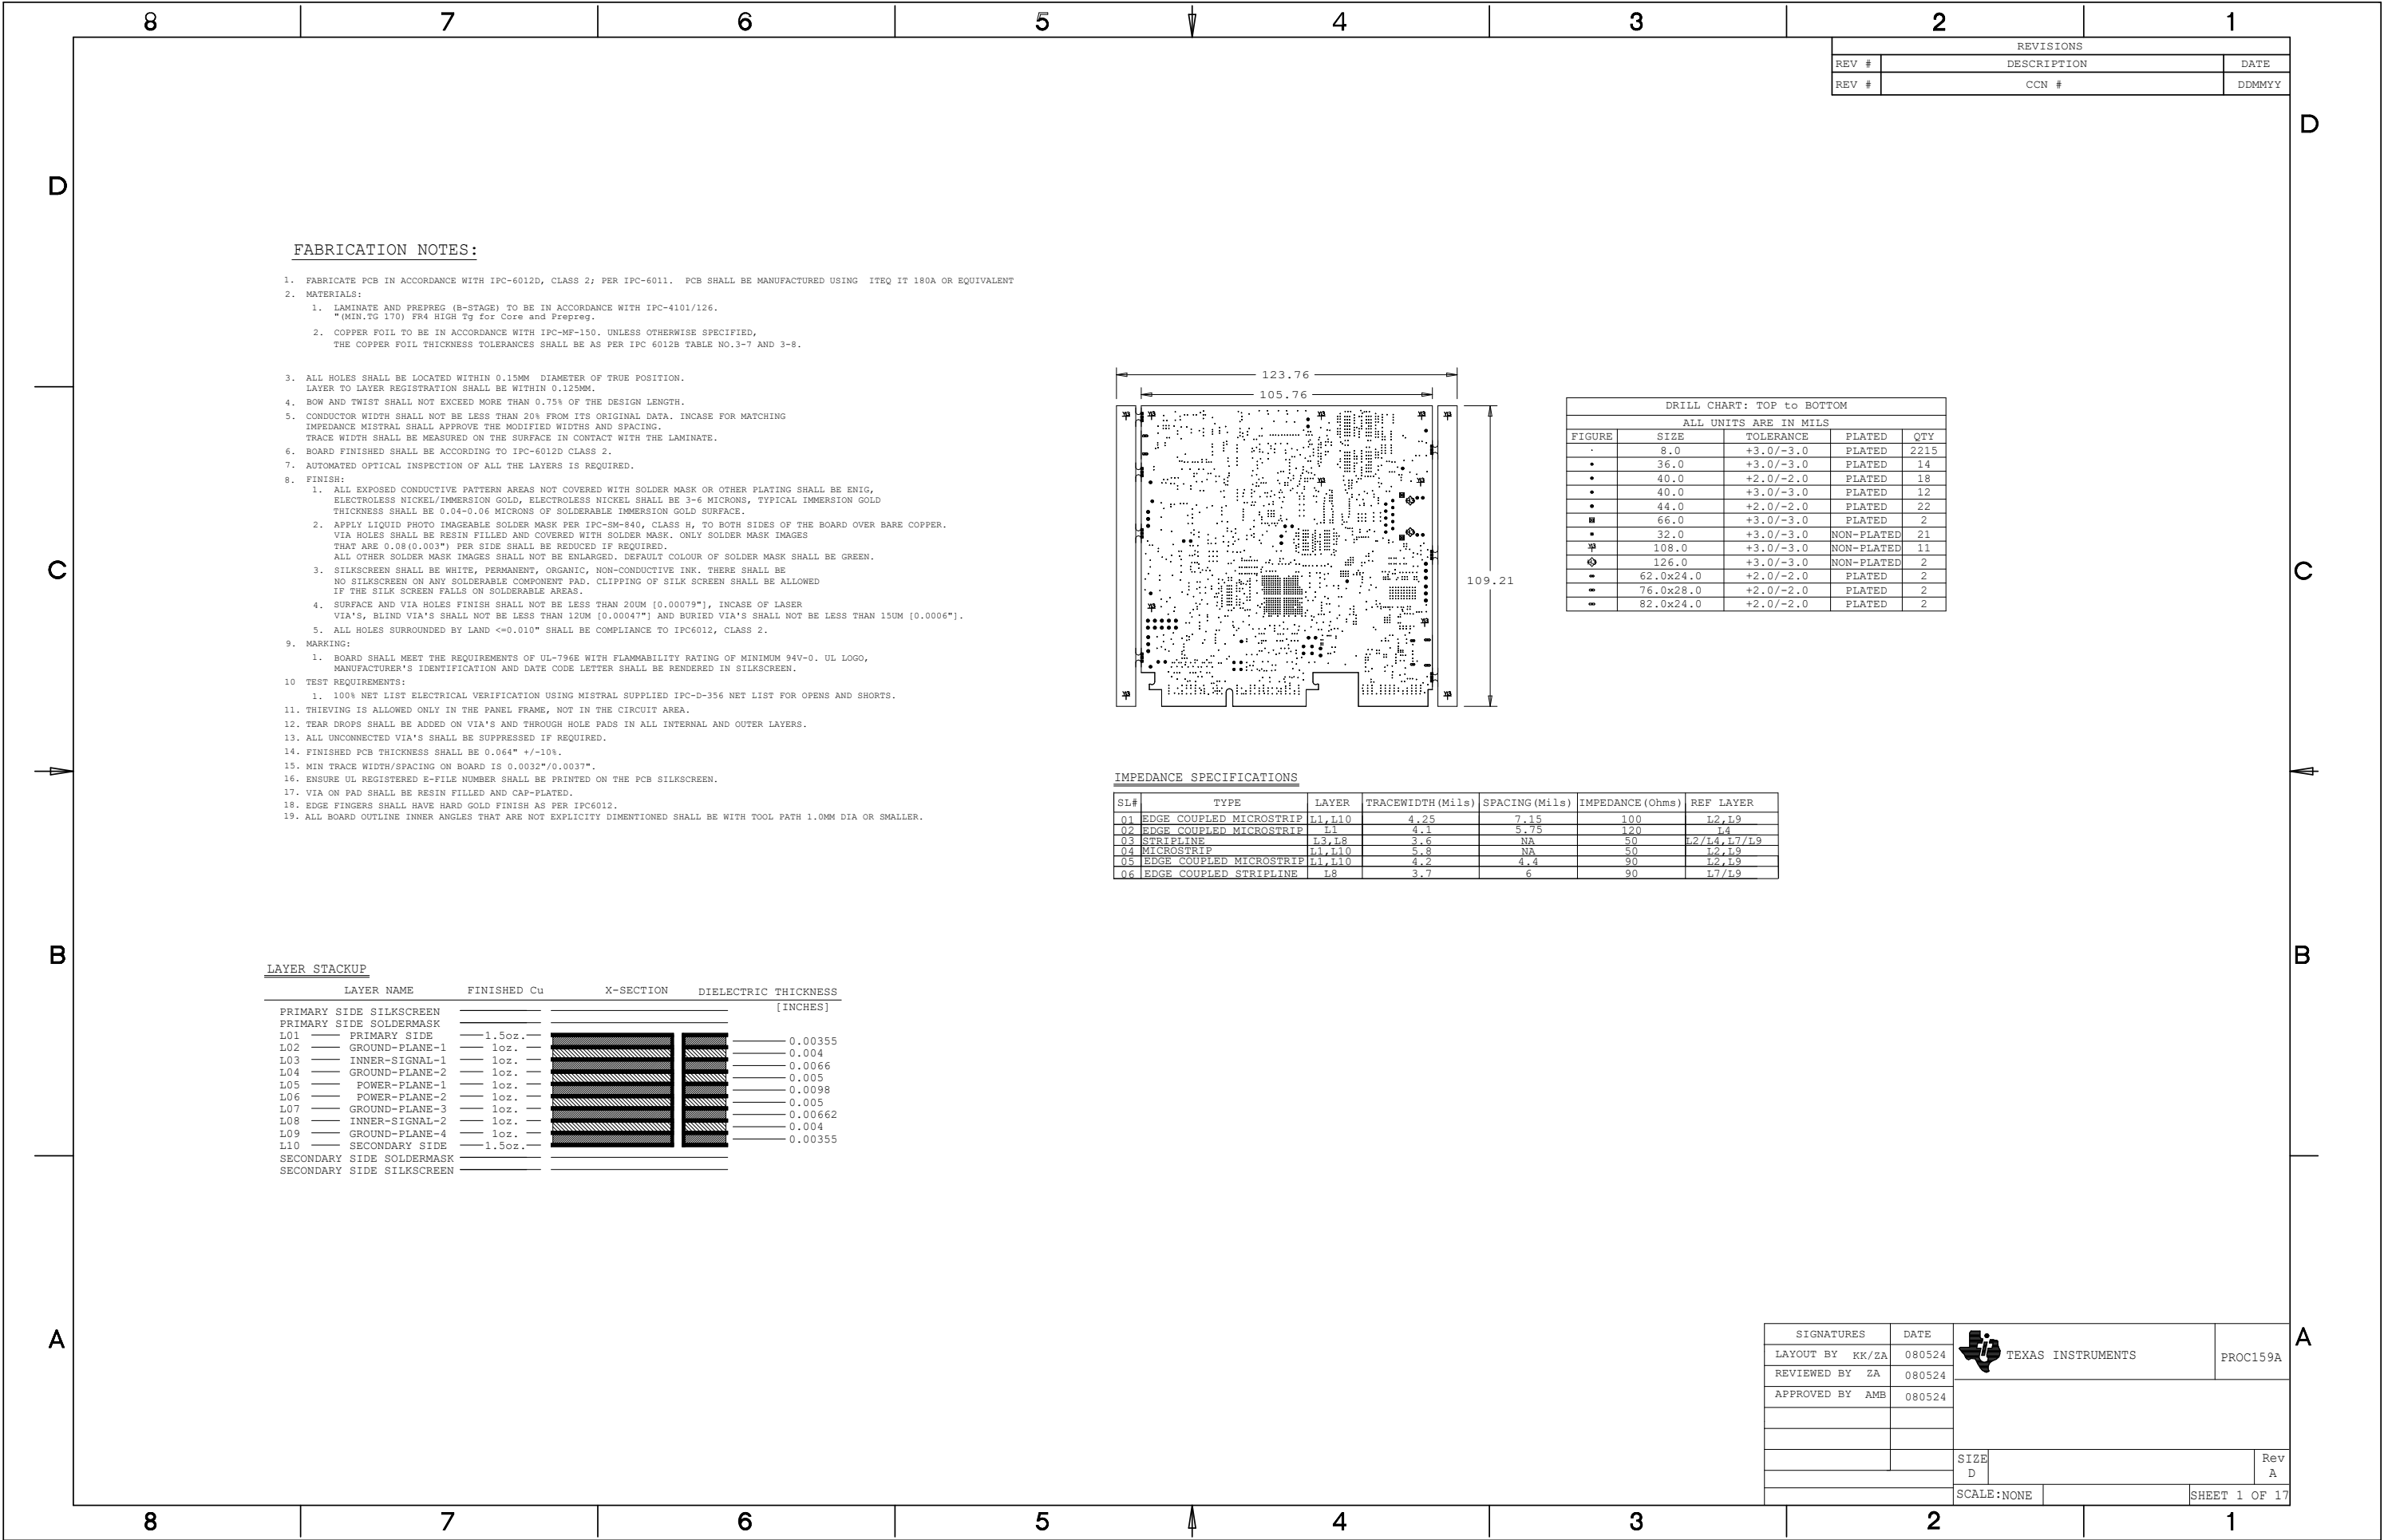 8 7 6 5 4 3 2 1
REVISIONS
REV # DESCRIPTION DATE
REV # CCN # DDMMYY
D D
FABRICATION NOTES:
1. FABRICATE PCB IN ACCORDANCE WITH IPC-6012D, CLASS 2; PER IPC-6011. PCB SHALL BE MANUFACTURED USING ITEQ IT 180A OR EQUIVALENT
2. MATERIALS:
1. LAMINATE AND PREPREG (B-STAGE) TO BE IN ACCORDANCE WITH IPC-4101/126.
"(MIN.TG 170) FR4 HIGH Tg for Core and Prepreg.
2. COPPER FOIL TO BE IN ACCORDANCE WITH IPC-MF-150. UNLESS OTHERWISE SPECIFIED,
THE COPPER FOIL THICKNESS TOLERANCES SHALL BE AS PER IPC 6012B TABLE NO.3-7 AND 3-8.
3. ALL HOLES SHALL BE LOCATED WITHIN 0.15MM DIAMETER OF TRUE POSITION.
LAYER TO LAYER REGISTRATION SHALL BE WITHIN 0.125MM.
4. BOW AND TWIST SHALL NOT EXCEED MORE THAN 0.75% OF THE DESIGN LENGTH.
5. CONDUCTOR WIDTH SHALL NOT BE LESS THAN 20% FROM ITS ORIGINAL DATA. INCASE FOR MATCHING
IMPEDANCE MISTRAL SHALL APPROVE THE MODIFIED WIDTHS AND SPACING.
TRACE WIDTH SHALL BE MEASURED ON THE SURFACE IN CONTACT WITH THE LAMINATE.
6. BOARD FINISHED SHALL BE ACCORDING TO IPC-6012D CLASS 2.
7. AUTOMATED OPTICAL INSPECTION OF ALL THE LAYERS IS REQUIRED.
8. FINISH:
1. ALL EXPOSED CONDUCTIVE PATTERN AREAS NOT COVERED WITH SOLDER MASK OR OTHER PLATING SHALL BE ENIG,
ELECTROLESS NICKEL/IMMERSION GOLD, ELECTROLESS NICKEL SHALL BE 3-6 MICRONS, TYPICAL IMMERSION GOLD
THICKNESS SHALL BE 0.04-0.06 MICRONS OF SOLDERABLE IMMERSION GOLD SURFACE.
2. APPLY LIQUID PHOTO IMAGEABLE SOLDER MASK PER IPC-SM-840, CLASS H, TO BOTH SIDES OF THE BOARD OVER BARE COPPER.
VIA HOLES SHALL BE RESIN FILLED AND COVERED WITH SOLDER MASK. ONLY SOLDER MASK IMAGES
THAT ARE 0.08(0.003") PER SIDE SHALL BE REDUCED IF REQUIRED.
ALL OTHER SOLDER MASK IMAGES SHALL NOT BE ENLARGED. DEFAULT COLOUR OF SOLDER MASK SHALL BE GREEN.
3. SILKSCREEN SHALL BE WHITE, PERMANENT, ORGANIC, NON-CONDUCTIVE INK. THERE SHALL BE
NO SILKSCREEN ON ANY SOLDERABLE COMPONENT PAD. CLIPPING OF SILK SCREEN SHALL BE ALLOWED
IF THE SILK SCREEN FALLS ON SOLDERABLE AREAS.
4. SURFACE AND VIA HOLES FINISH SHALL NOT BE LESS THAN 20UM [0.00079"], INCASE OF LASER
VIA'S, BLIND VIA'S SHALL NOT BE LESS THAN 12UM [0.00047"] AND BURIED VIA'S SHALL NOT BE LESS THAN 15UM [0.0006"].
5. ALL HOLES SURROUNDED BY LAND <=0.010" SHALL BE COMPLIANCE TO IPC6012, CLASS 2.
9. MARKING:
1. BOARD SHALL MEET THE REQUIREMENTS OF UL-796E WITH FLAMMABILITY RATING OF MINIMUM 94V-0. UL LOGO,
MANUFACTURER'S IDENTIFICATION AND DATE CODE LETTER SHALL BE RENDERED IN SILKSCREEN.
10 TEST REQUIREMENTS:
1. 100% NET LIST ELECTRICAL VERIFICATION USING MISTRAL SUPPLIED IPC-D-356 NET LIST FOR OPENS AND SHORTS.
11. THIEVING IS ALLOWED ONLY IN THE PANEL FRAME, NOT IN THE CIRCUIT AREA.
12. TEAR DROPS SHALL BE ADDED ON VIA'S AND THROUGH HOLE PADS IN ALL INTERNAL AND OUTER LAYERS.
13. ALL UNCONNECTED VIA'S SHALL BE SUPPRESSED IF REQUIRED.
14. FINISHED PCB THICKNESS SHALL BE 0.064" +/-10%.
15. MIN TRACE WIDTH/SPACING ON BOARD IS 0.0032"/0.0037".
16. ENSURE UL REGISTERED E-FILE NUMBER SHALL BE PRINTED ON THE PCB SILKSCREEN.
17. VIA ON PAD SHALL BE RESIN FILLED AND CAP-PLATED.
18. EDGE FINGERS SHALL HAVE HARD GOLD FINISH AS PER IPC6012.
19. ALL BOARD OUTLINE INNER ANGLES THAT ARE NOT EXPLICITY DIMENTIONED SHALL BE WITH TOOL PATH 1.0MM DIA OR SMALLER.
123.76
105.76
109.21
DRILL CHART: TOP to BOTTOM
ALL UNITS ARE IN MILS
FIGURE SIZE TOLERANCE PLATED QTY
8.0 +3.0/-3.0 PLATED 2215
36.0 +3.0/-3.0 PLATED 14
40.0 +2.0/-2.0 PLATED 18
40.0 +3.0/-3.0 PLATED 12
44.0 +2.0/-2.0 PLATED 22
66.0 +3.0/-3.0 PLATED 2
32.0 +3.0/-3.0 NON-PLATED 21
108.0 +3.0/-3.0 NON-PLATED 11
126.0 +3.0/-3.0 NON-PLATED 2
62.0x24.0 +2.0/-2.0 PLATED 2
76.0x28.0 +2.0/-2.0 PLATED 2
82.0x24.0 +2.0/-2.0 PLATED 2
C C
IMPEDANCE SPECIFICATIONS
SL# TYPE LAYER TRACEWIDTH(Mils) SPACING(Mils) IMPEDANCE(Ohms) REF LAYER
01 EDGE COUPLED MICROSTRIP L1,L10 4.25 7.15 100 L2,L9
02 EDGE COUPLED MICROSTRIP L1 4.1 5.75 120 L4
03 STRIPLINE L3,L8 3.6 NA 50 L2/L4,L7/L9
04 MICROSTRIP L1,L10 5.8 NA 50 L2,L9
05 EDGE COUPLED MICROSTRIP L1,L10 4.2 4.4 90 L2,L9
06 EDGE COUPLED STRIPLINE L8 3.7 6 90 L7/L9
B B
LAYER STACKUP
LAYER NAME FINISHED Cu X-SECTION DIELECTRIC THICKNESS
[INCHES]
PRIMARY SIDE SILKSCREEN
PRIMARY SIDE SOLDERMASK
L01 PRIMARY SIDE 1.5oz.
0.00355
L02 GROUND-PLANE-1 1oz.
0.004
L03 INNER-SIGNAL-1 1oz.
0.0066
L04 GROUND-PLANE-2 1oz.
0.005
L05 POWER-PLANE-1 1oz.
0.0098
L06 POWER-PLANE-2 1oz.
0.005
L07 GROUND-PLANE-3 1oz.
0.00662
L08 INNER-SIGNAL-2 1oz.
0.004
L09 GROUND-PLANE-4 1oz.
0.00355
L10 SECONDARY SIDE 1.5oz.
SECONDARY SIDE SOLDERMASK
SECONDARY SIDE SILKSCREEN
A A
SIGNATURES DATE
LAYOUT BY KK/ZA 080524
REVIEWED BY ZA 080524
APPROVED BY AMB 080524
TEXAS INSTRUMENTS PROC159A
SIZE D
Rev A
SCALE:NONE SHEET 1 OF 17
8 7 6 5 4 3 2 1